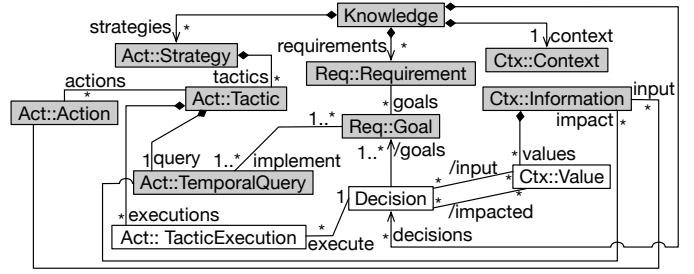 Knowledge
strategies *
1 context
Act::Strategy
requirements *
Ctx::Context
actions
*
tactics *
Req::Requirement
Act::Action
Act::Tactic
* goals
Ctx::Information
input
*
1..*
Req::Goal
impact *
1 query
1..* implement
1..* /goals
/input *
* values
Act::TemporalQuery
1 Decision *
Ctx::Value
* executions
* /impacted *
Act:: TacticExecution
* execute
* decisions